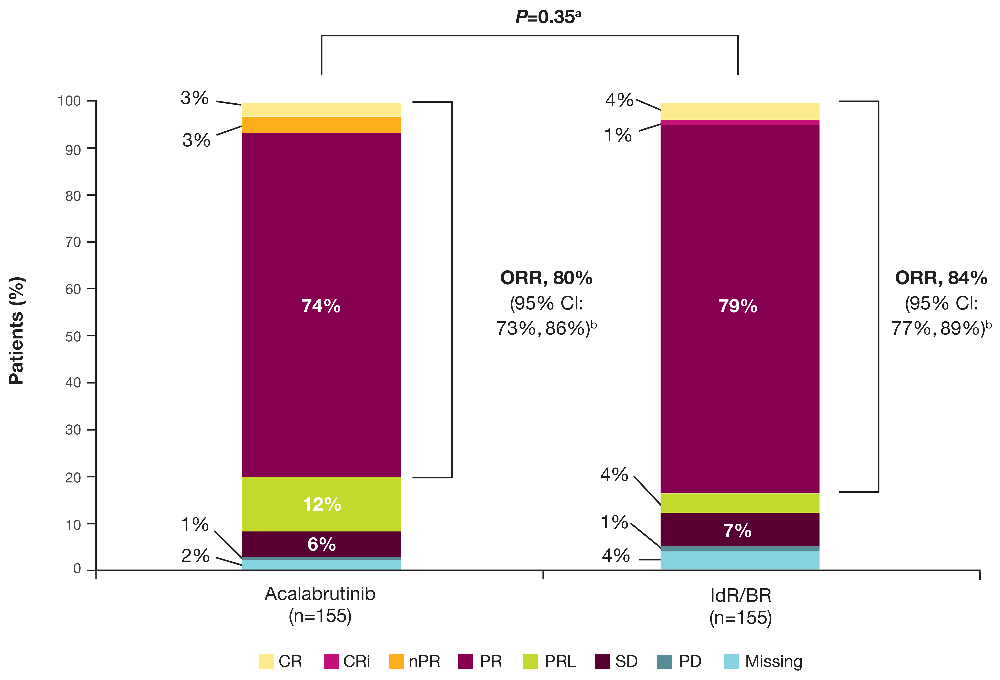 P=0.35a
100
90
80
70
60
50
40
30
20
10
0
Patients (%)
3%
3%
74%
12%
6%
1%
2%
ORR, 80%
(95% CI:
73%, 86%)b
4%
1%
79%
4%
7%
1%
4%
ORR, 84%
(95% CI:
77%, 89%)b
Acalabrutinib
(n=155)
IdR/BR
(n=155)
CR CRi nPR PR PRL SD PD Missing